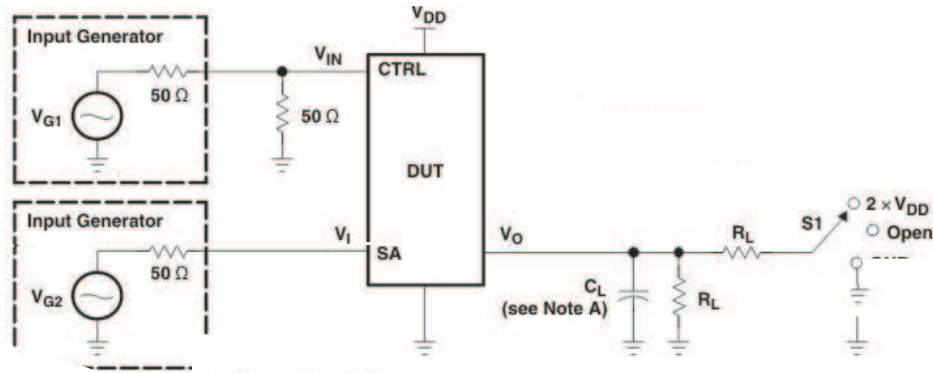 Input Generator
V_G1
50 Ω
V_IN
50 Ω
V_DD
CTRL
DUT
SA
Input Generator
V_G2
50 Ω
V_I
V_O
C_L
(see Note A)
R_L
R_L
S1
2 × V_DD
Open